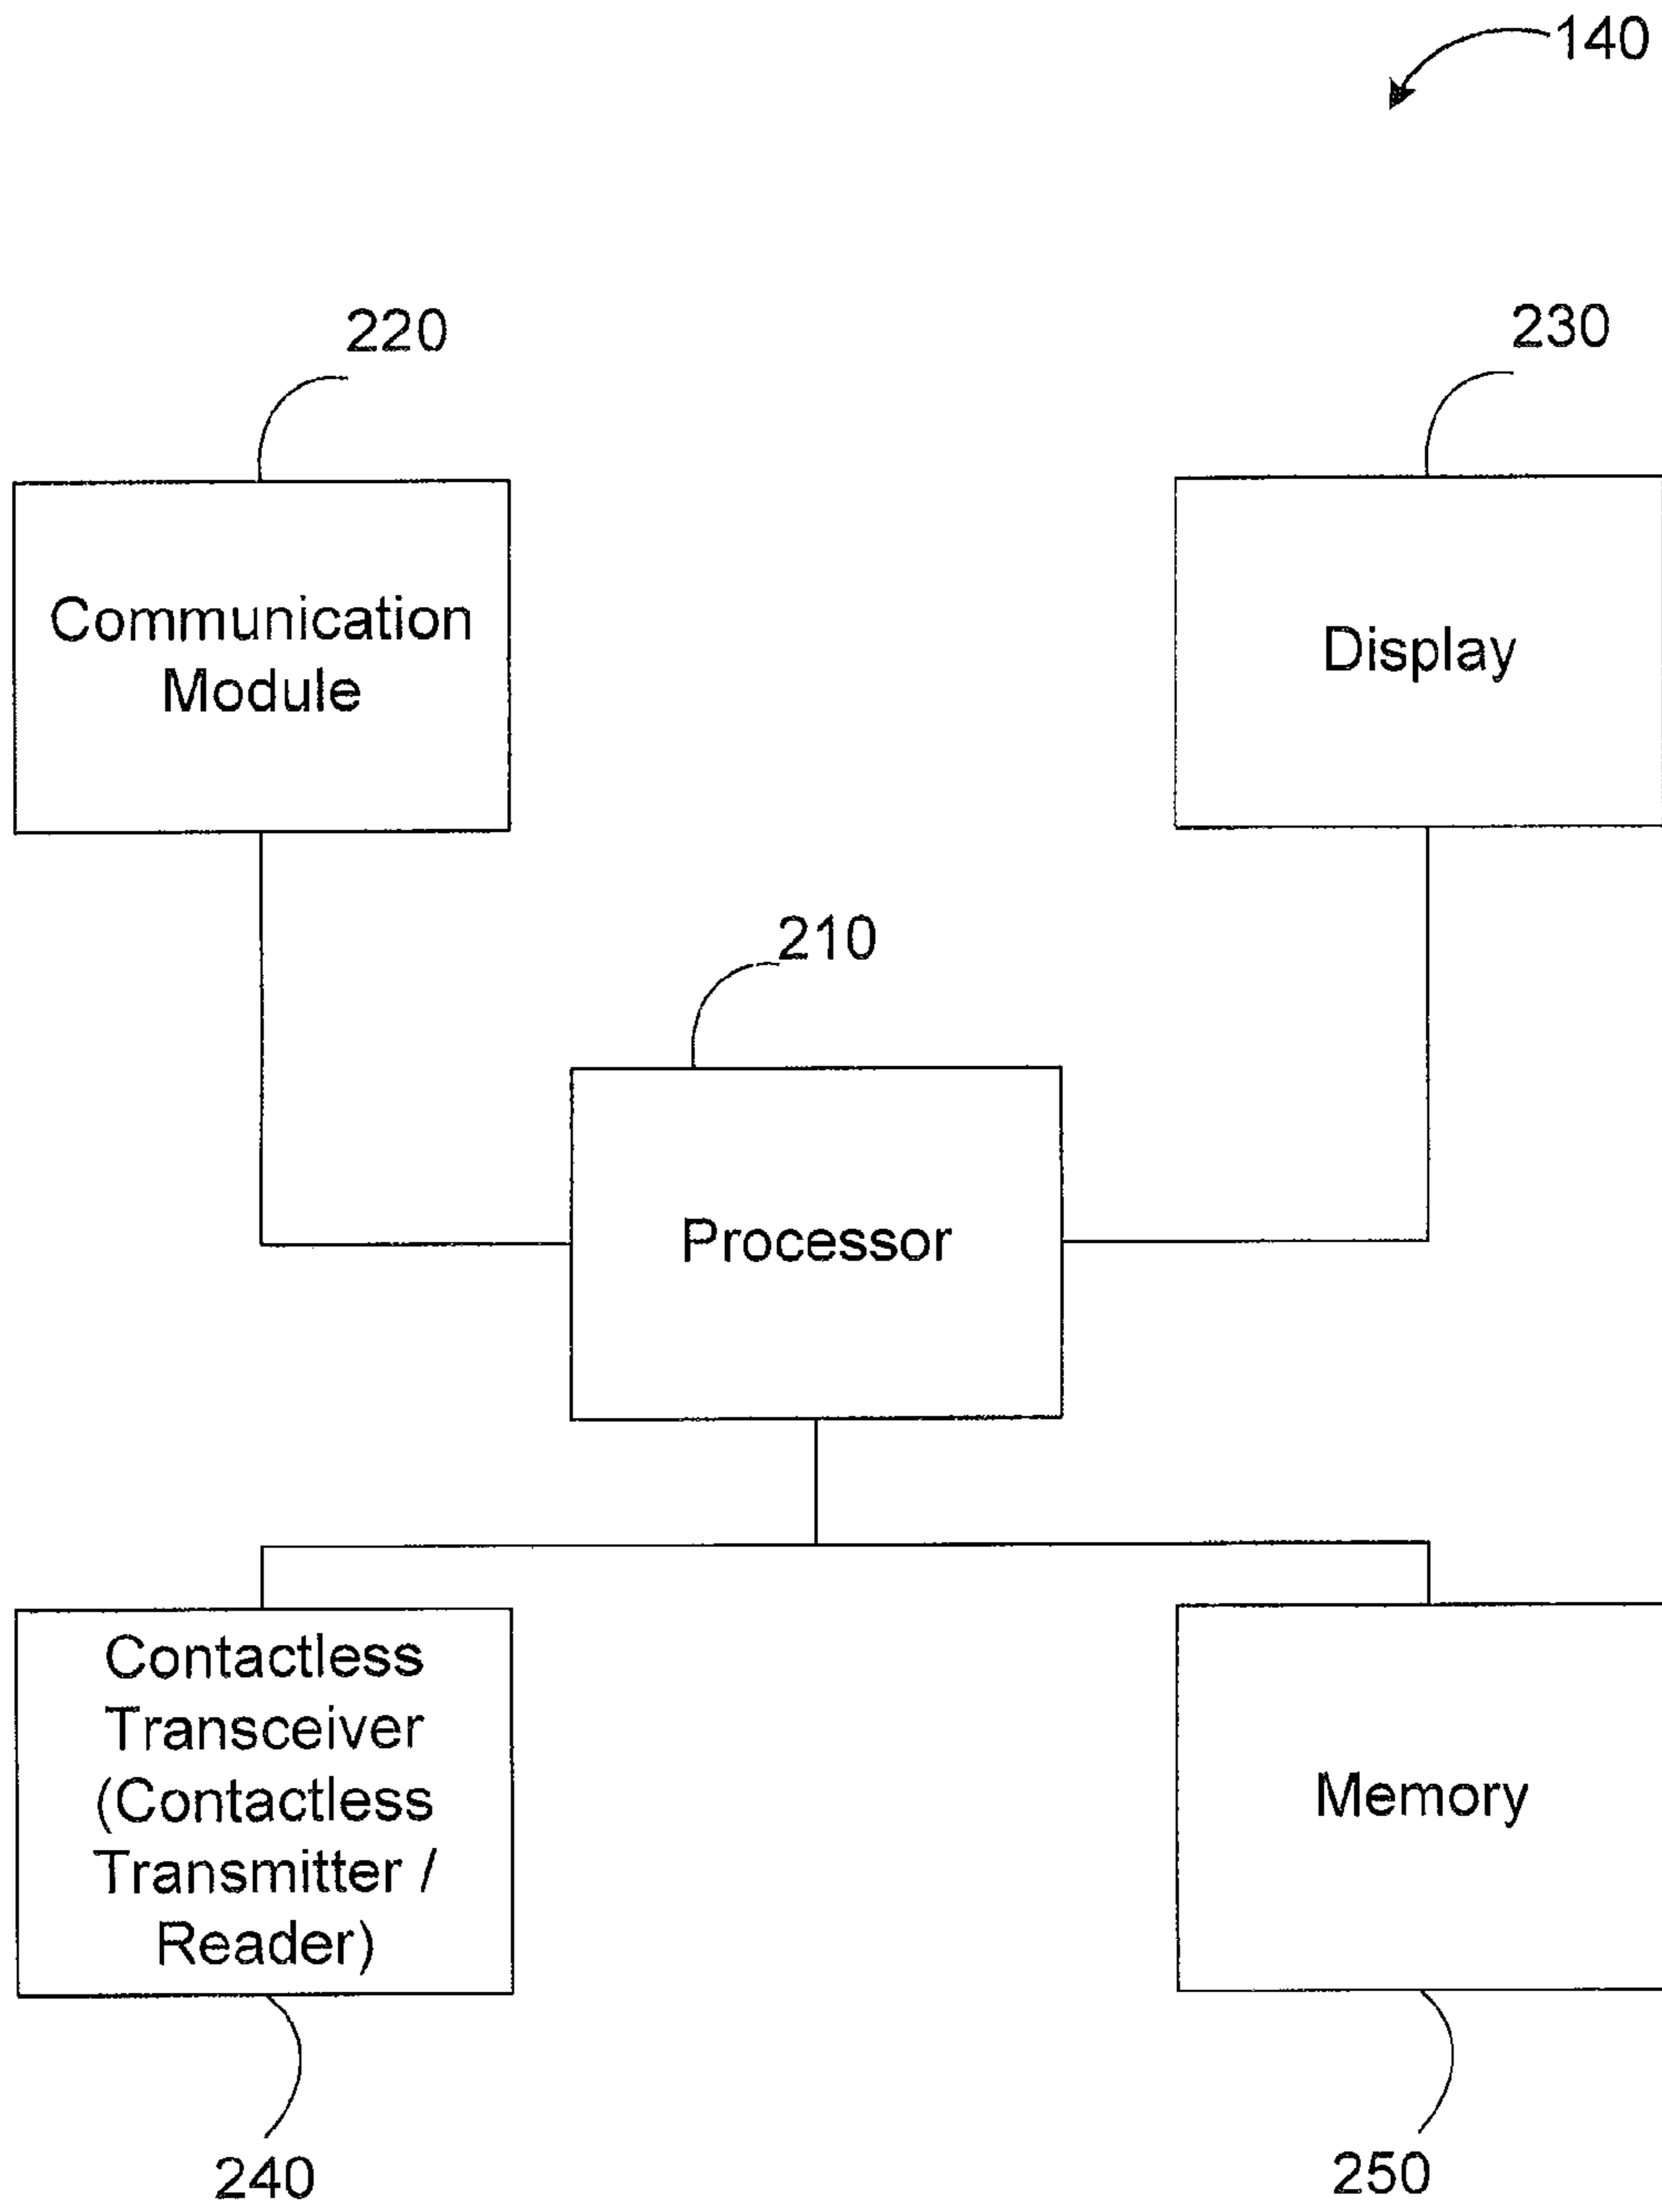 140
220
230
Communication
Module
Display
210
Processor
Contactless
Transceiver
(Contactless
Transmitter /
Reader)
Memory
240
250